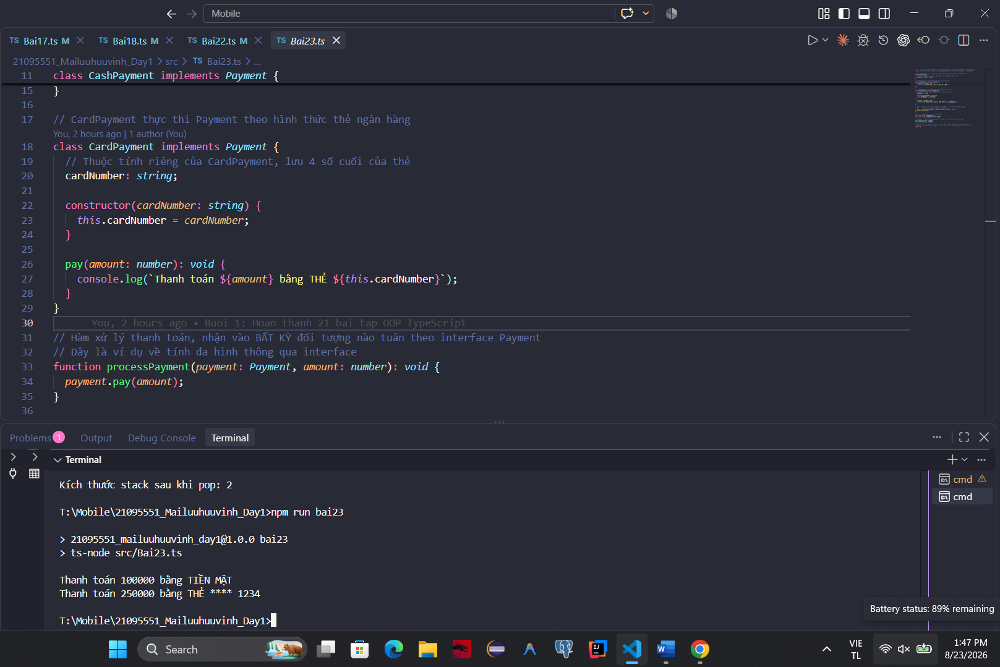 Mobile
TS Bai17.ts M
TS Bai18.ts M
TS Bai22.ts M
TS Bai23.ts
21095551_Mailuuhuuvinh_Day1 > src > TS Bai23.ts > ...
11 class CashPayment implements Payment {
15 }
16
17 // CardPayment thực thi Payment theo hình thức thẻ ngân hàng
You, 2 hours ago | 1 author (You)
18 class CardPayment implements Payment {
19 // Thuộc tính riêng của CardPayment, lưu 4 số cuối của thẻ
20 cardNumber: string;
21
22 constructor(cardNumber: string) {
23 this.cardNumber = cardNumber;
24 }
25
26 pay(amount: number): void {
27 console.log(`Thanh toán ${amount} bằng THẺ ${this.cardNumber}`);
28 }
29 }
30 You, 2 hours ago • Buoi 1: Hoan thanh 21 bai tap OOP TypeScript
31 // Hàm xử lý thanh toán, nhận vào BẤT KỲ đối tượng nào tuân theo interface Payment
32 // Đây là ví dụ về tính đa hình thông qua interface
33 function processPayment(payment: Payment, amount: number): void {
34 payment.pay(amount);
35 }
36
Problems 1 Output Debug Console Terminal
Terminal
Kích thước stack sau khi pop: 2
T:\Mobile\21095551_Mailuuhuuvinh_Day1>npm run bai23
> 21095551_mailuuhuuvinh_day1@1.0.0 bai23
> ts-node src/Bai23.ts
Thanh toán 100000 bằng TIỀN MẶT
Thanh toán 250000 bằng THẺ **** 1234
T:\Mobile\21095551_Mailuuhuuvinh_Day1>
cmd
cmd
Battery status: 89% remaining
Search
VIE
TL
1:47 PM
8/23/2026